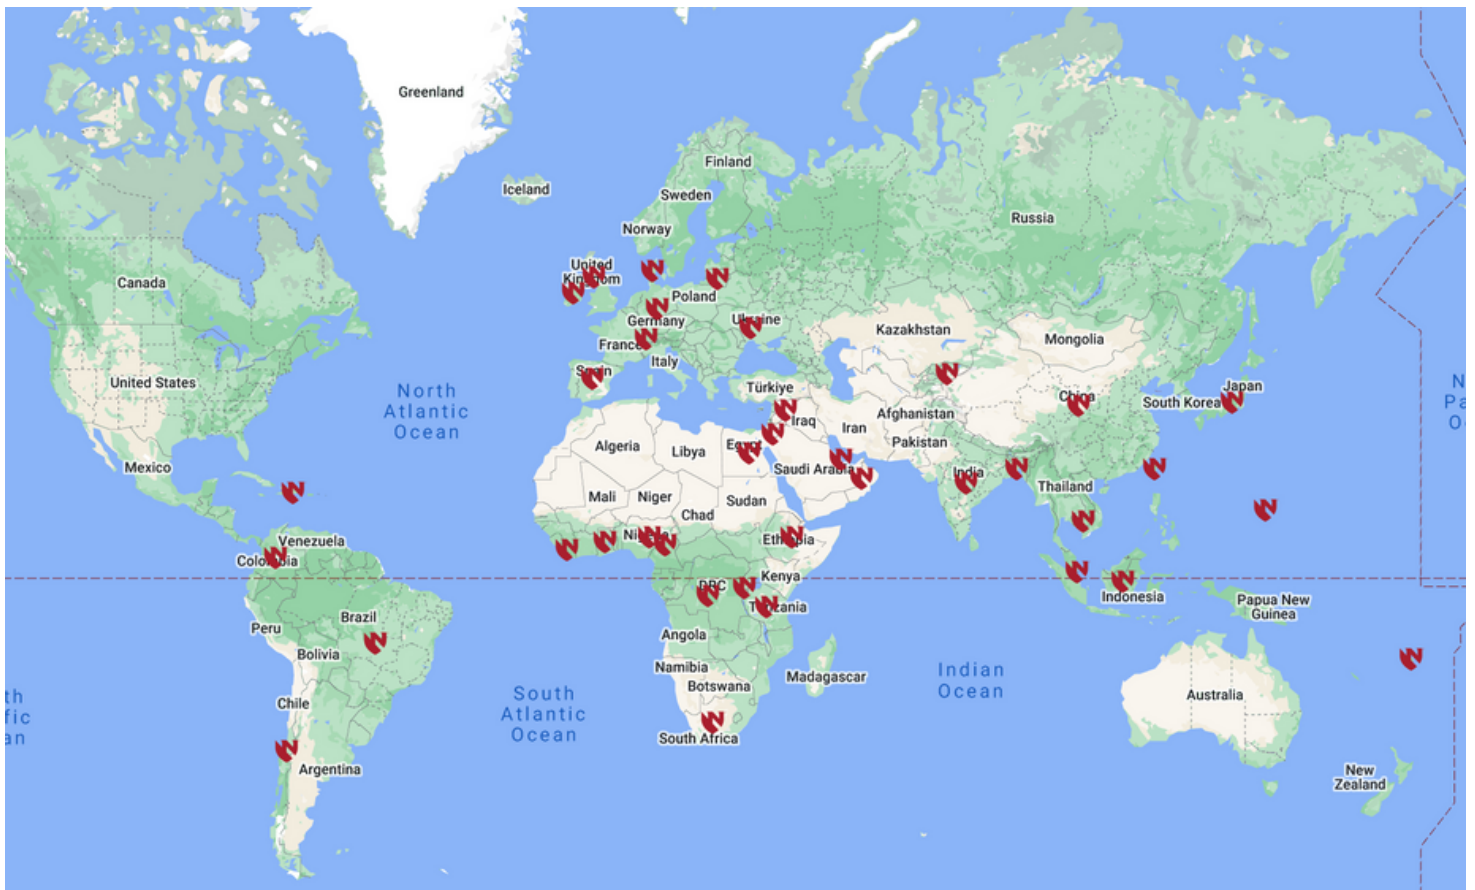 Greenland
Finland
Iceland
Sweden
Russia
Norway
United
Kingdom
Canada
Poland
Ukraine
Germany
Kazakhstan
Mongolia
France
Italy
Spain
United States
Türkiye
Japan
China
South Korea
North
Atlantic
Ocean
Afghanistan
Iraq
Iran
Pakistan
Algeria
Libya
Egypt
Mexico
Saudi Arabia
India
Thailand
Mali
Niger
Sudan
Chad
Nigeria
Ethiopia
Venezuela
Colombia
Kenya
DRC
Tanzania
Indonesia
Papua New
Guinea
Brazil
Peru
Angola
Bolivia
Namibia
Madagascar
Botswana
Indian
Ocean
Chile
South
Atlantic
Ocean
Australia
South Africa
Argentina
New
Zealand